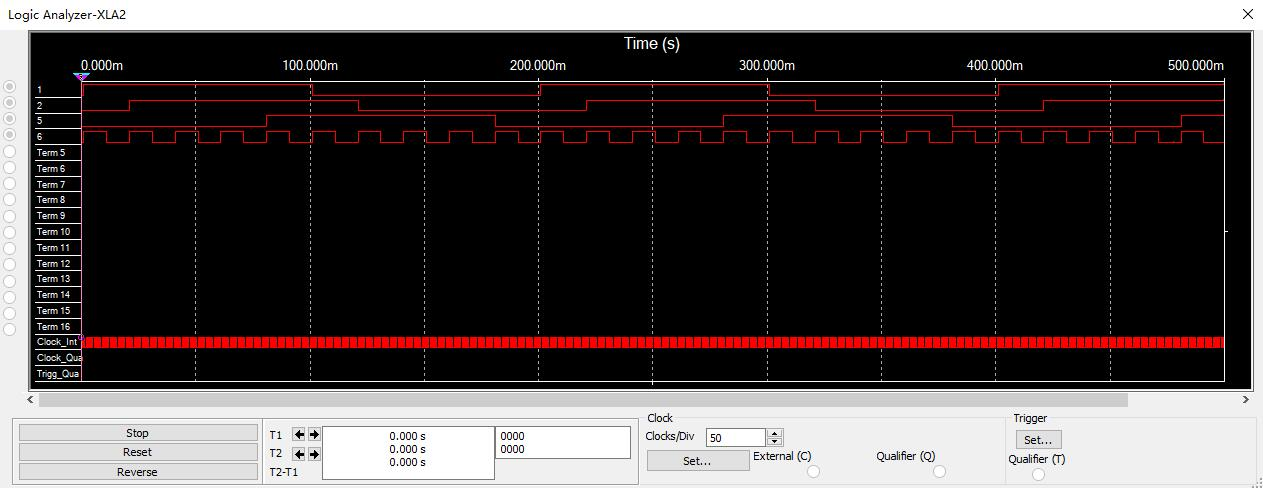 Logic Analyzer-XLA2
Time (s)
0.000m 100.000m 200.000m 300.000m 400.000m 500.000m
1
2
5
6
Term 5
Term 6
Term 7
Term 8
Term 9
Term 10
Term 11
Term 12
Term 13
Term 14
Term 15
Term 16
Clock_Int
Clock_Qua
Trigg_Qua
Stop
Reset
Reverse
T1 0.000 s 0000
T2 0.000 s 0000
T2-T1 0.000 s
Clock
Clocks/Div 50
Set...
External (C)
Qualifier (Q)
Trigger
Set...
Qualifier (T)